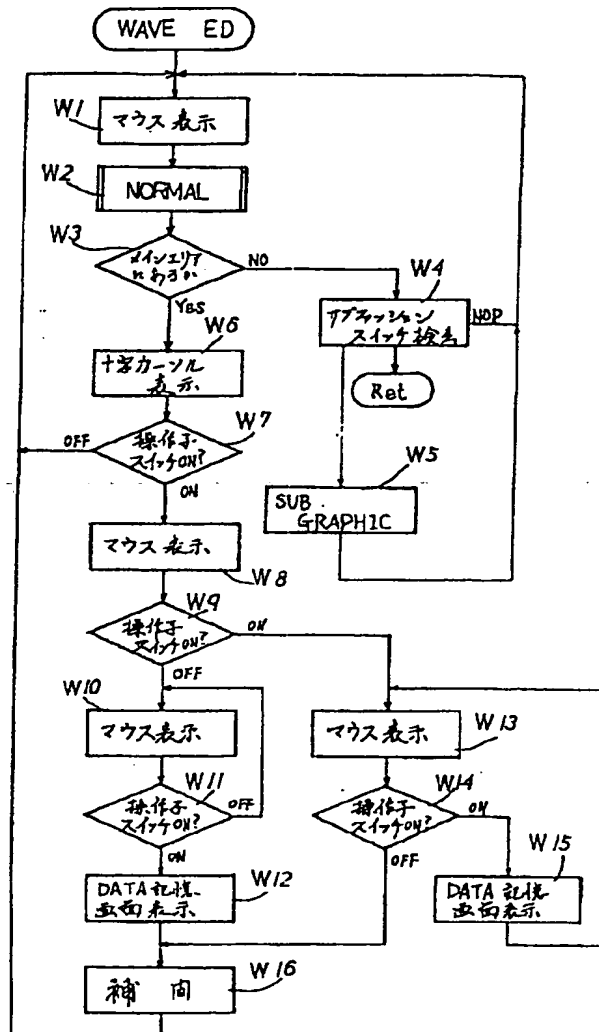 WAVE ED
W1
マウス表示
W2
NORMAL
W3
メインエリア
にあるか
NO
YES
W4
サブファンクション
スイッチ検出
NOP
Ret
W6
十字カーソル
表示
W7
操作子
スイッチON?
OFF
ON
W5
SUB
GRAPHIC
マウス表示
W8
W9
操作子
スイッチON?
ON
OFF
W10
マウス表示
W11
操作子
スイッチON?
OFF
ON
W12
DATA記憶
画面表示
マウス表示
W13
W14
操作子
スイッチON?
ON
OFF
W15
DATA記憶
画面表示
補間
W16